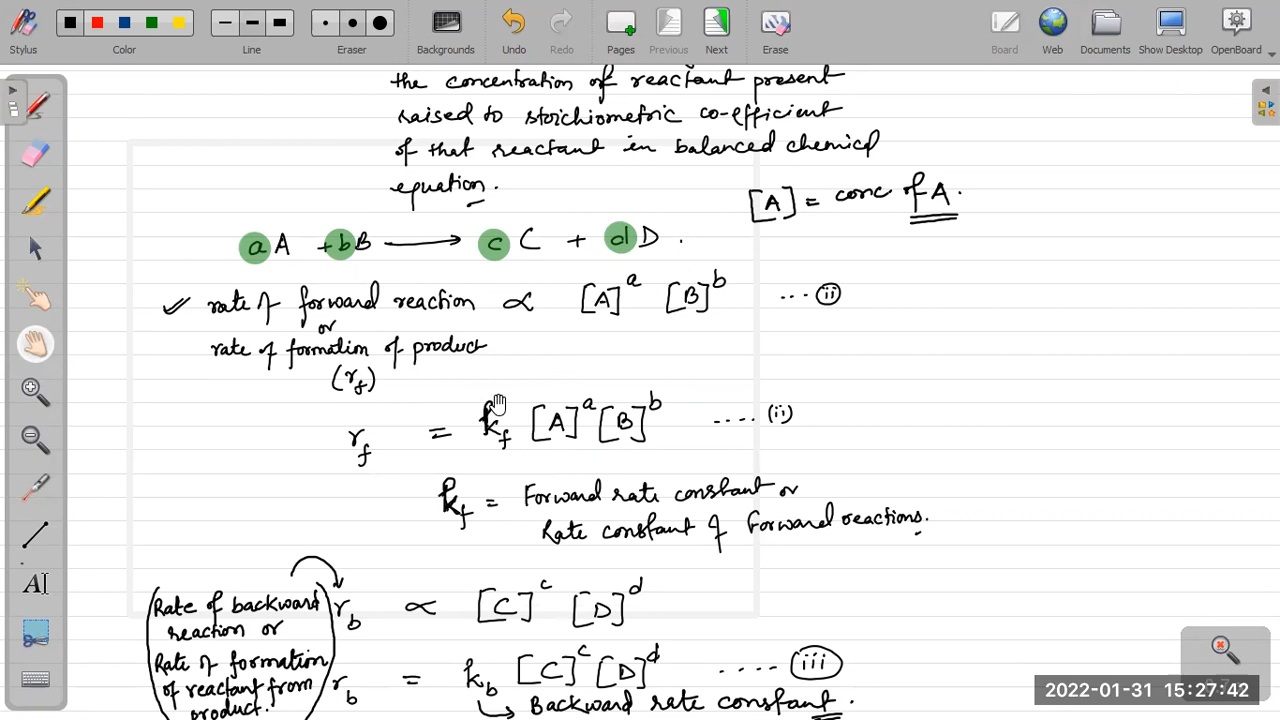 Stylus
Color
Line
Eraser
Backgrounds
Undo
Redo
Pages
Previous
Next
Erase
Board
Web
Documents
Show Desktop
OpenBoard
the concentration of reactant present
raised to stoichiometric co-efficient
of that reactant in balanced chemical
equation.
[A] = conc of A.
aA + bB ⟶ c C + d D .
✓ rate of forward reaction ∝ [A]^a [B]^b ... (ii)
or
rate of formation of product
(r_f)
r_f = k_f [A]^a [B]^b .... (ii)
k_f = Forward rate constant or
Rate constant of Forward reactions.
Rate of backward
reaction or
Rate of formation
of reactant from
product.
r_b ∝ [C]^c [D]^d
r_b = k_b [C]^c [D]^d .... (iii)
Backward rate constant.
2022-01-31 15:27:42